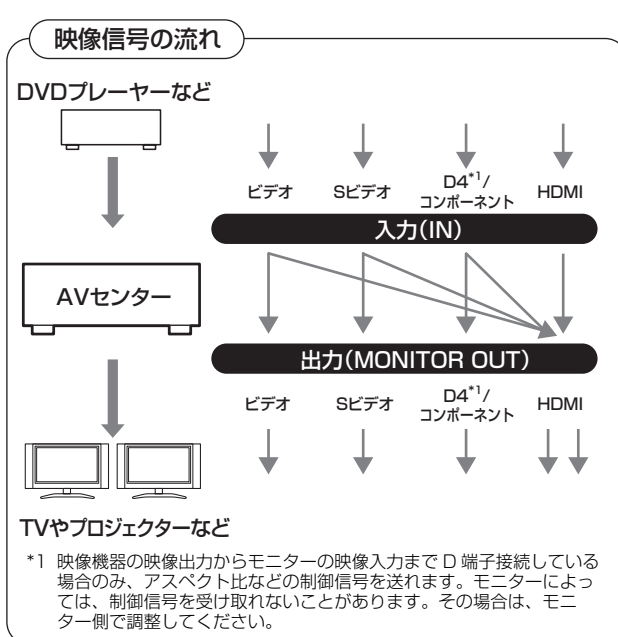 映像信号の流れ
DVDプレーヤーなど
ビデオ
Sビデオ
D4*1/
コンポーネント
HDMI
入力(IN)
AVセンター
出力(MONITOR OUT)
ビデオ
Sビデオ
D4*1/
コンポーネント
HDMI
TVやプロジェクターなど
*1 映像機器の映像出力からモニターの映像入力まで D 端子接続している
場合のみ、アスペクト比などの制御信号を送れます。モニターによっ
ては、制御信号を受け取れないことがあります。その場合は、モニ
ター側で調整してください。